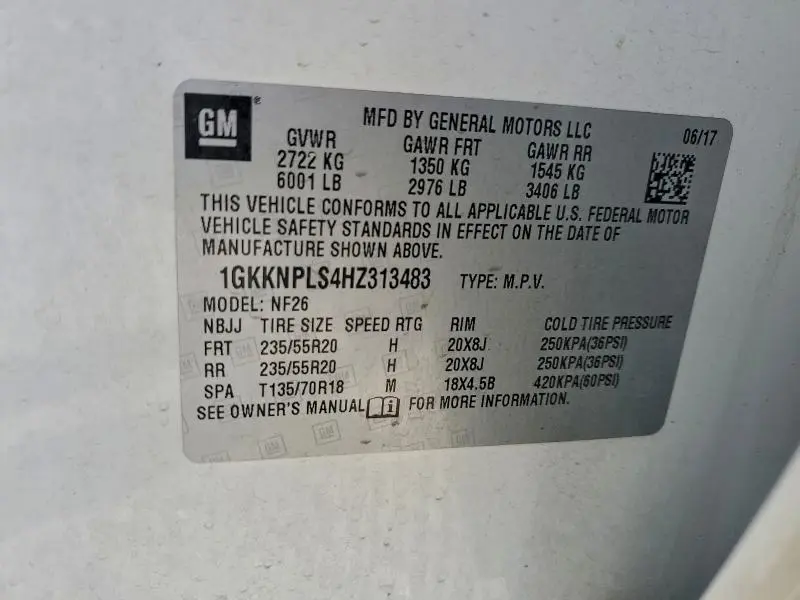 GM®
MFD BY GENERAL MOTORS LLC 06/17
GVWR GAWR FRT GAWR RR
2722 KG 1350 KG 1545 KG
6001 LB 2976 LB 3406 LB
THIS VEHICLE CONFORMS TO ALL APPLICABLE U.S. FEDERAL MOTOR
VEHICLE SAFETY STANDARDS IN EFFECT ON THE DATE OF
MANUFACTURE SHOWN ABOVE.
1GKKNPLS4HZ313483 TYPE: M.P.V.
MODEL: NF26
NBJJ TIRE SIZE SPEED RTG RIM COLD TIRE PRESSURE
FRT 235/55R20 H 20X8J 250KPA(36PSI)
RR 235/55R20 H 20X8J 250KPA(36PSI)
SPA T135/70R18 M 18X4.5B 420KPA(60PSI)
SEE OWNER'S MANUAL FOR MORE INFORMATION.